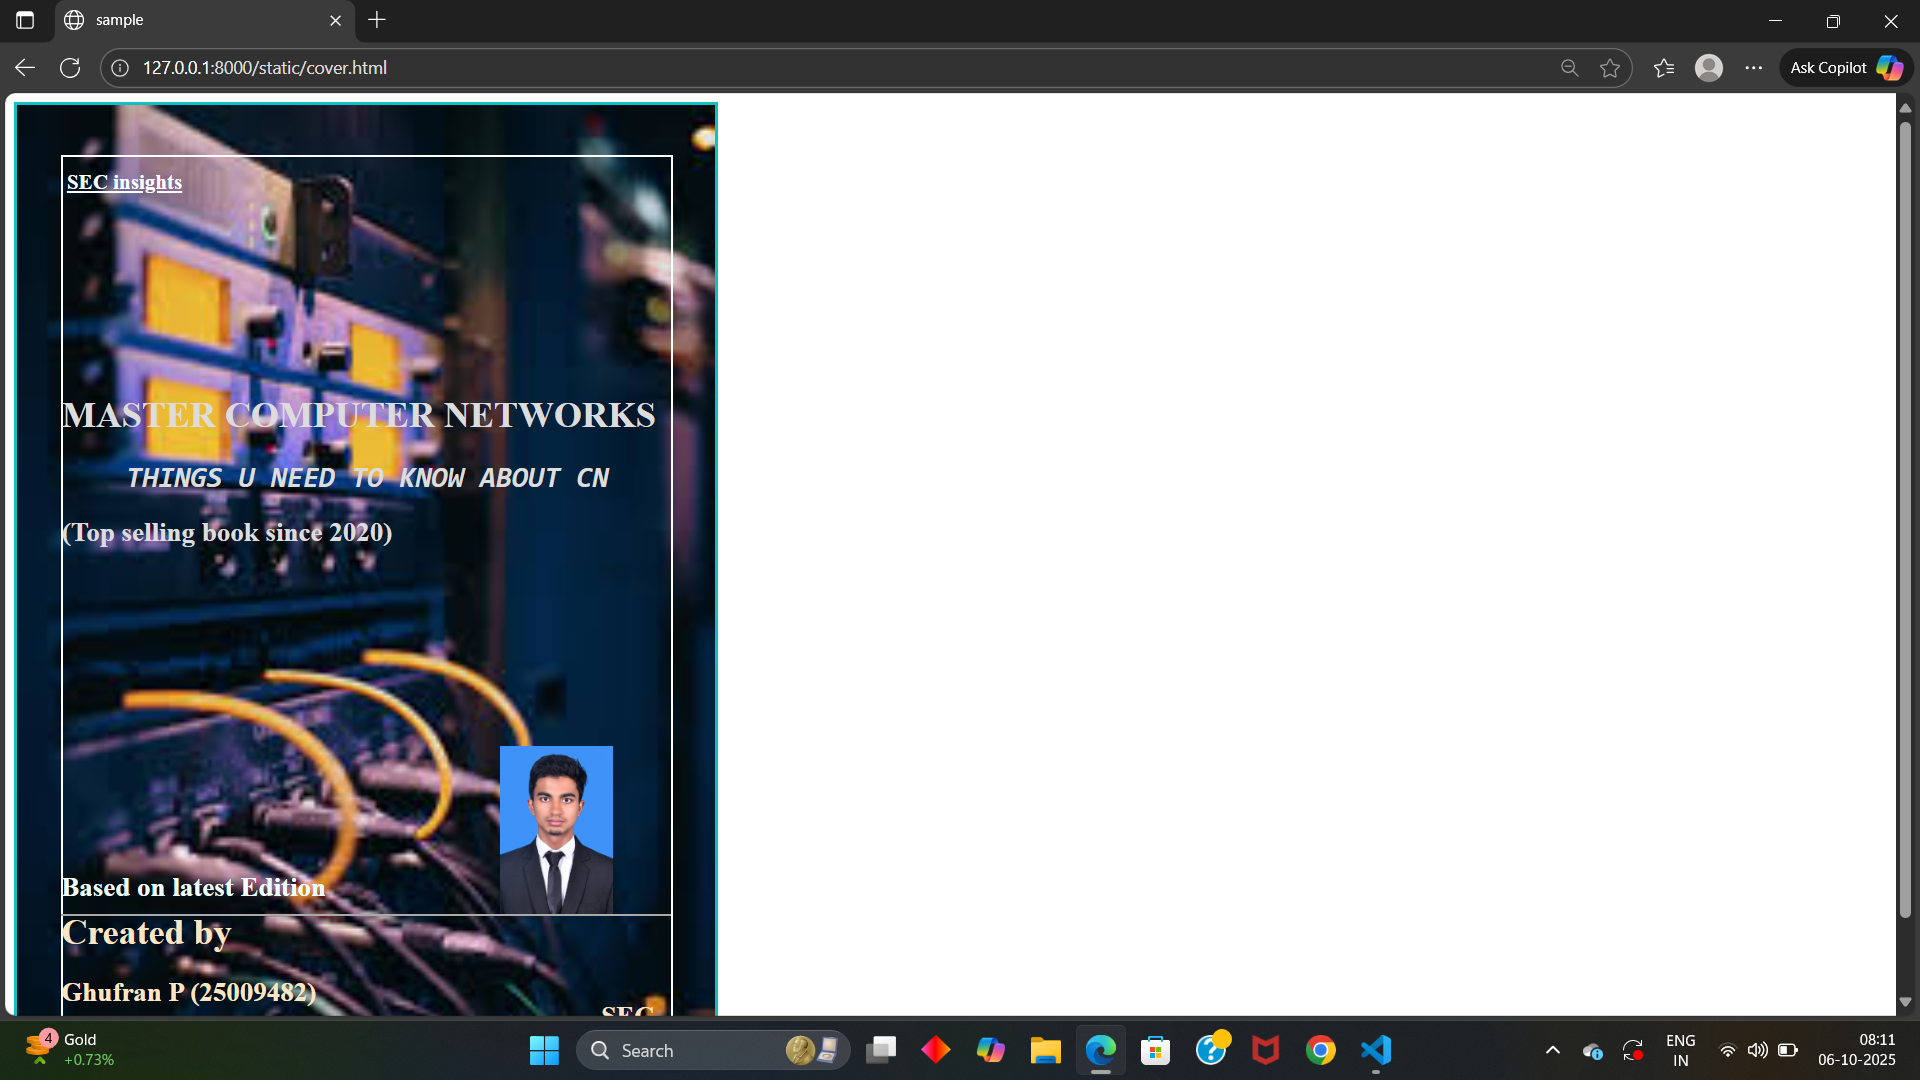 sample
127.0.0.1:8000/static/cover.html
Ask Copilot
SEC insights
MASTER COMPUTER NETWORKS
THINGS U NEED TO KNOW ABOUT CN
(Top selling book since 2020)
Based on latest Edition
Created by
Ghufran P (25009482)
SEC
4
Gold
+0.73%
Search
ENG
IN
08:11
06-10-2025